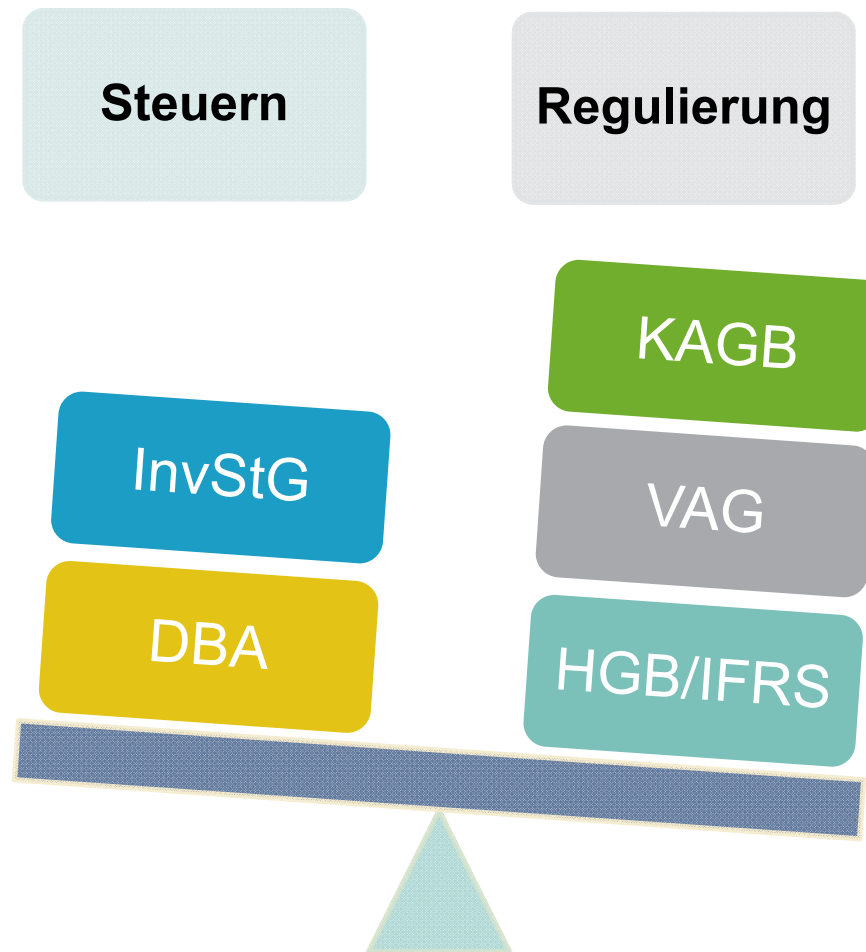 Steuern
Regulierung
KAGB
InvStG
VAG
DBA
HGB/IFRS